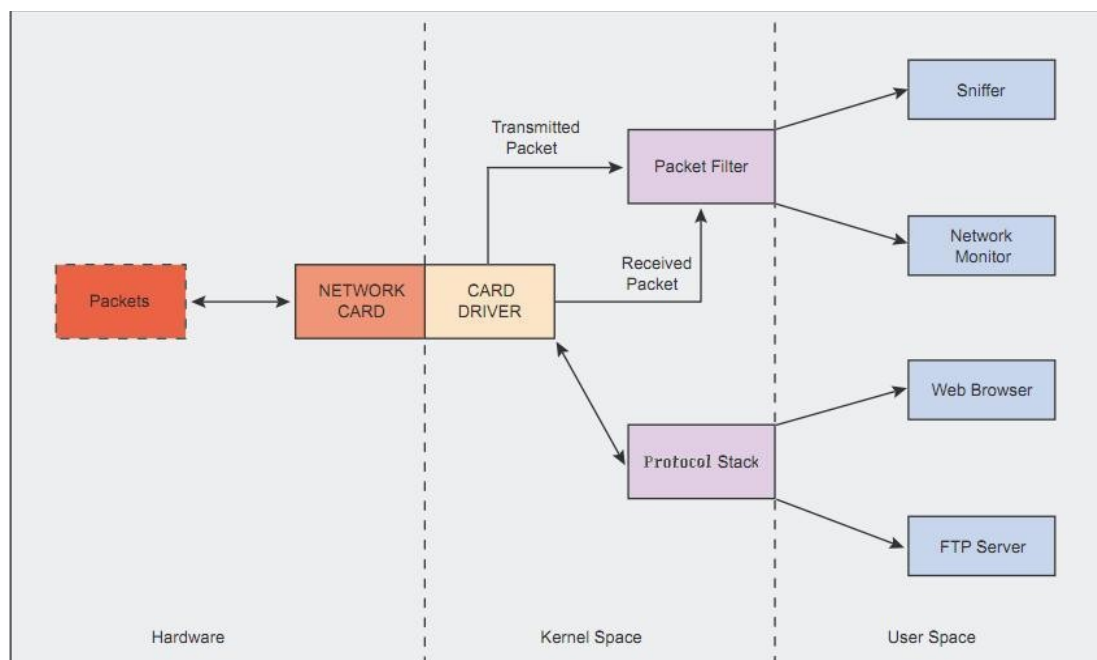 Sniffer
Transmitted
Packet
Packet Filter
Network
Monitor
Received
Packet
Packets
NETWORK
CARD
CARD
DRIVER
Web Browser
Protocol Stack
FTP Server
Hardware
Kernel Space
User Space